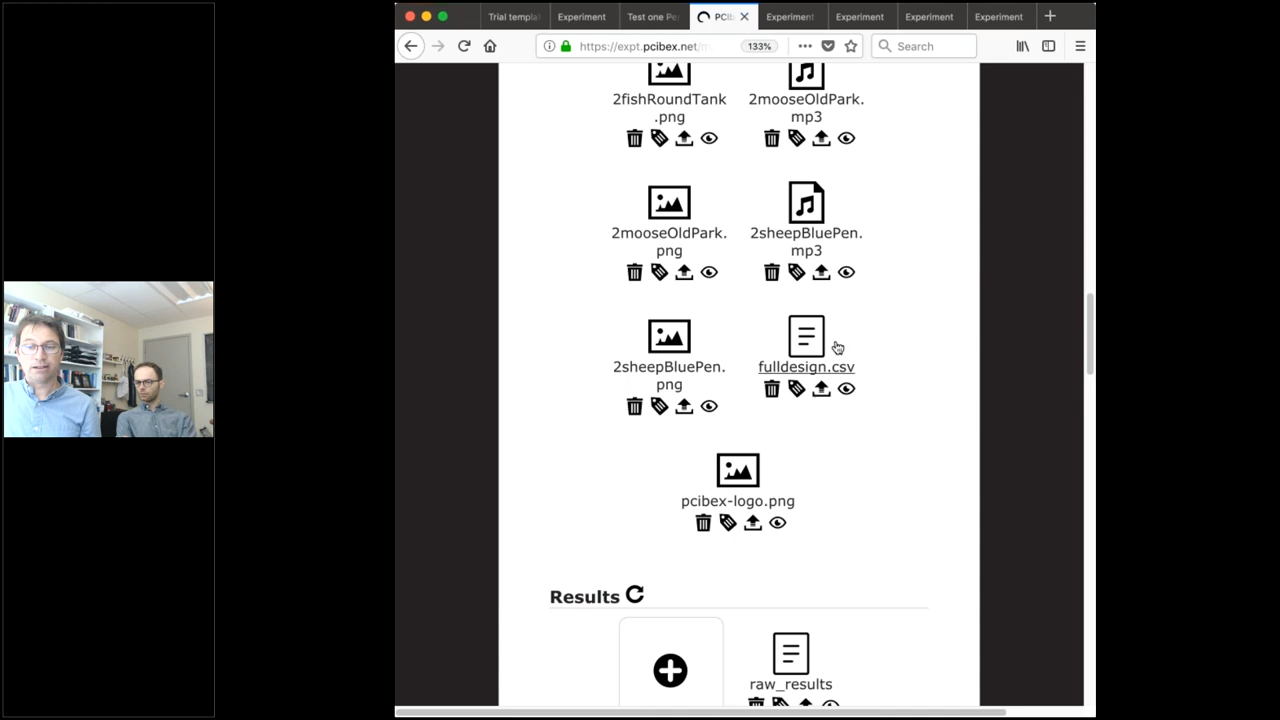 Trial templa
Experiment
Test one Pe
PCIb
Experiment
Experiment
Experiment
Experiment
https://expt.pcibex.net/m
133%
Search
2fishRoundTank
.png
2mooseOldPark.
mp3
2mooseOldPark.
png
2sheepBluePen.
mp3
2sheepBluePen.
png
fulldesign.csv
pcibex-logo.png
Results
raw_results